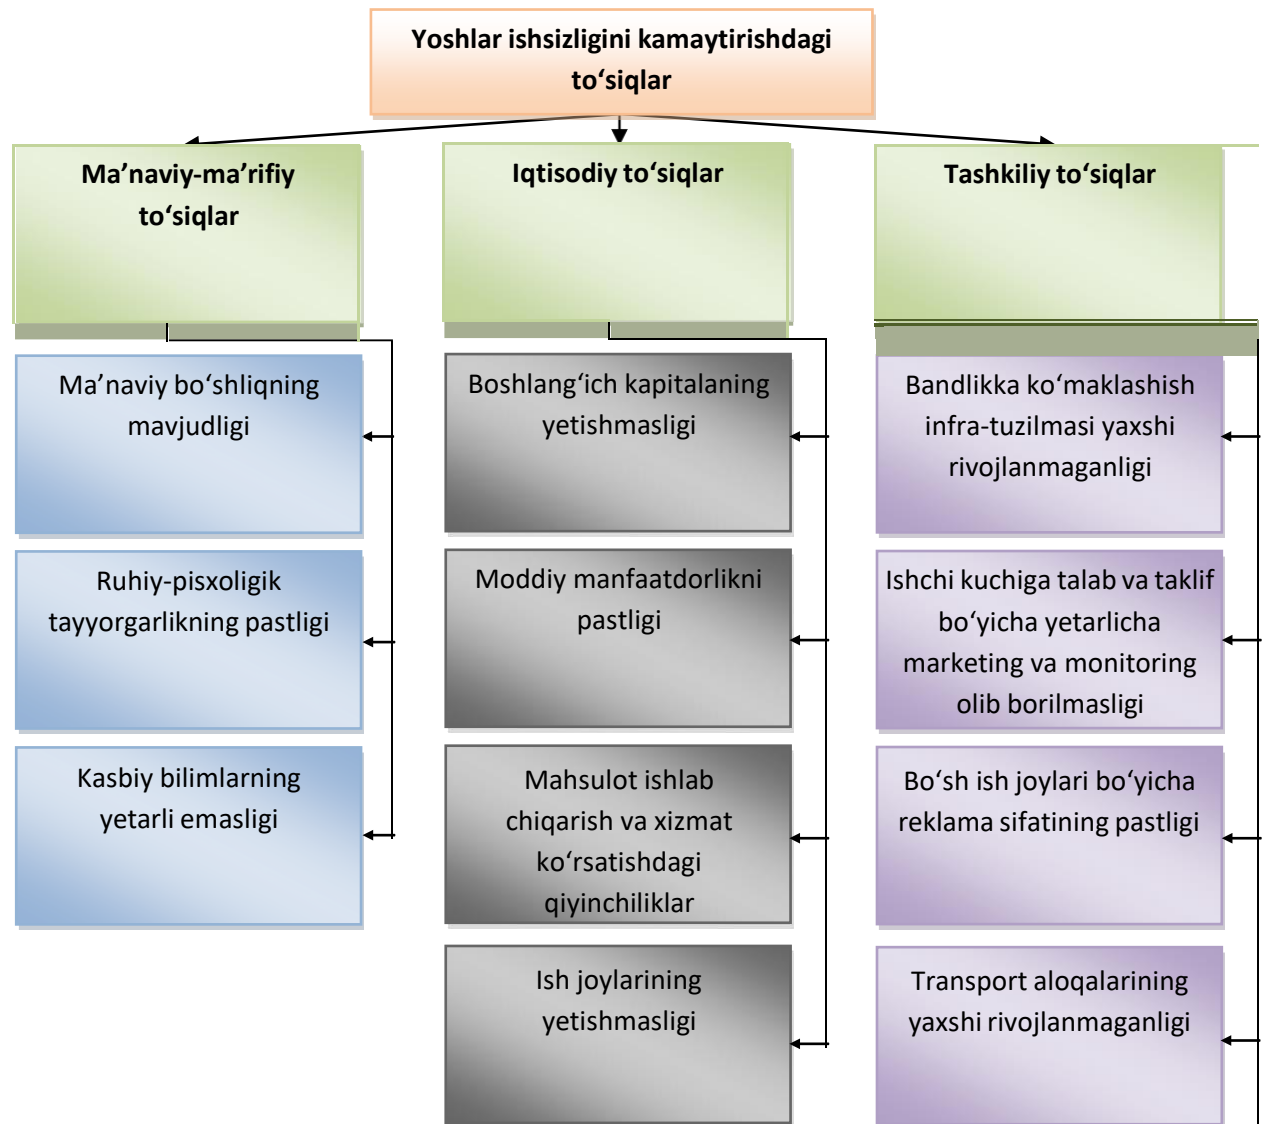 Yoshlar ishsizligini kamaytirishdagi
to‘siqlar
Ma’naviy-ma’rifiy
to‘siqlar
Ma’naviy bo‘shliqning
mavjudligi
Ruhiy-pisxoligik
tayyorgarlikning pastligi
Kasbiy bilimlarning
yetarli emasligi
Iqtisodiy to‘siqlar
Boshlang‘ich kapitalaning
yetishmasligi
Moddiy manfaatdorlikni
pastligi
Mahsulot ishlab
chiqarish va xizmat
ko‘rsatishdagi
qiyinchiliklar
Ish joylarining
yetishmasligi
Tashkiliy to‘siqlar
Bandlikka ko‘maklashish
infra-tuzilmasi yaxshi
rivojlanmaganligi
Ishchi kuchiga talab va taklif
bo‘yicha yetarlicha
marketing va monitoring
olib borilmasligi
Bo‘sh ish joylari bo‘yicha
reklama sifatining pastligi
Transport aloqalarining
yaxshi rivojlanmaganligi